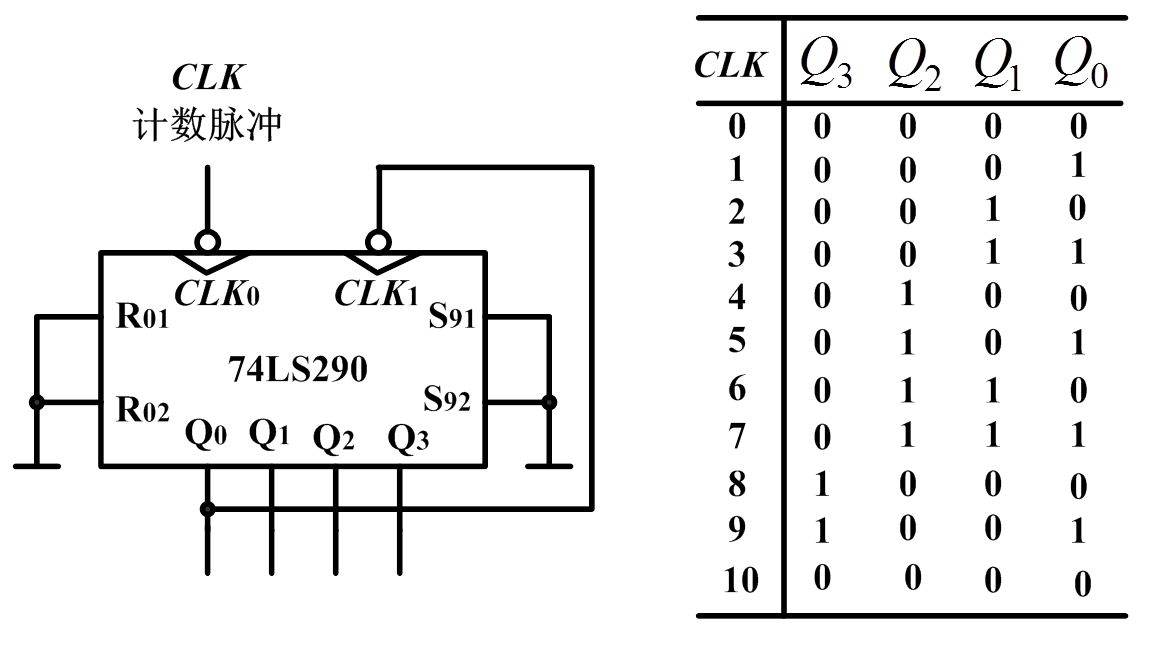 CLK
计数脉冲
CLK0 CLK1
R01 S91
74LS290
R02 S92
Q0 Q1 Q2 Q3
CLK Q3 Q2 Q1 Q0
0 0 0 0 0
1 0 0 0 1
2 0 0 1 0
3 0 0 1 1
4 0 1 0 0
5 0 1 0 1
6 0 1 1 0
7 0 1 1 1
8 1 0 0 0
9 1 0 0 1
10 0 0 0 0